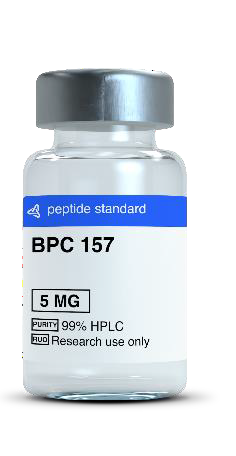 peptide standard
BPC 157
5 MG
PURITY 99% HPLC
RUO Research use only